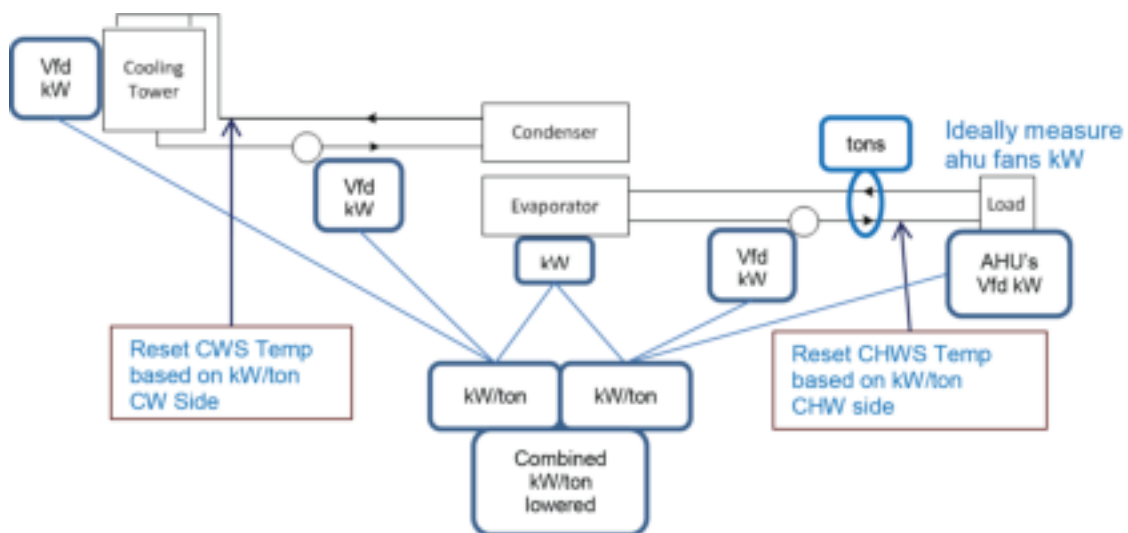 Vfd
kW
Cooling
Tower
Condenser
tons
Ideally measure
ahu fans kW
Vfd
kW
Evaporator
Load
kW
Vfd
kW
AHU's
Vfd kW
Reset CWS Temp
based on kW/ton
CW Side
Reset CHWS Temp
based on kW/ton
CHW side
kW/ton
kW/ton
Combined
kW/ton
lowered